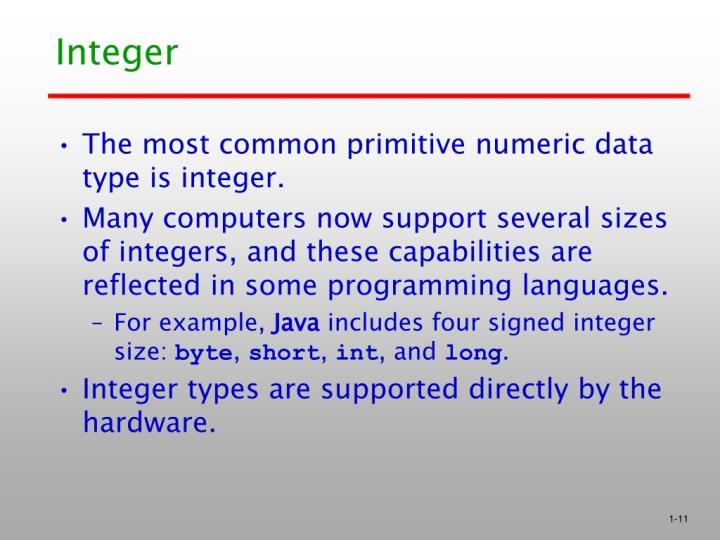 Integer
• The most common primitive numeric data
type is integer.
• Many computers now support several sizes
of integers, and these capabilities are
reflected in some programming languages.
– For example, Java includes four signed integer
size: byte, short, int, and long.
• Integer types are supported directly by the
hardware.
1-11